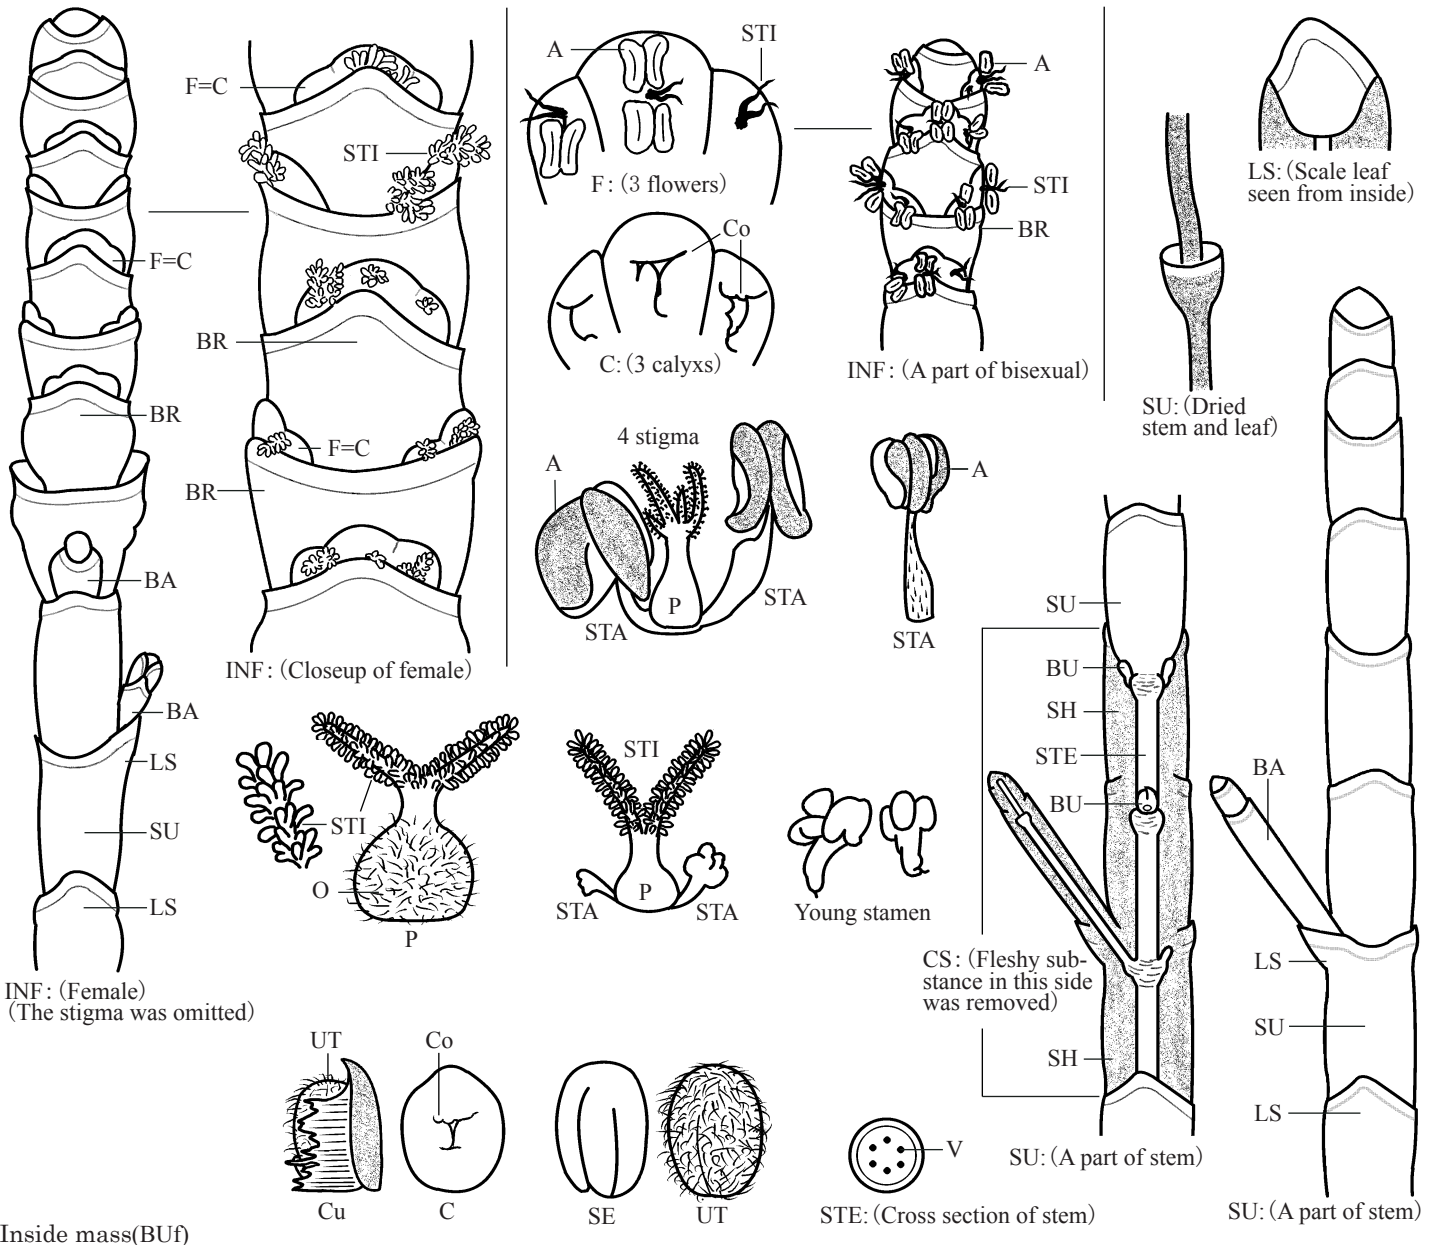 A
STI
F=C
STI
F=C
BR
BR
F=C
BR
BA
BA
LS
SU
LS
INF: (Female)
(The stigma was omitted)
INF: (Closeup of female)
F: (3 flowers)
Co
C: (3 calyxs)
A
STI
BR
INF: (A part of bisexual)
LS: (Scale leaf
seen from inside)
SU: (Dried
stem and leaf)
4 stigma
A
P
STA
STA
A
STA
STI
O
P
STI
P
STA
STA
Young stamen
SU
BU
SH
STE
BU
CS: (Fleshy sub-
stance in this side
was removed)
SH
SU: (A part of stem)
BA
LS
SU
LS
SU: (A part of stem)
UT
Co
Cu
C
SE
UT
V
STE: (Cross section of stem)
Inside mass(BUf)